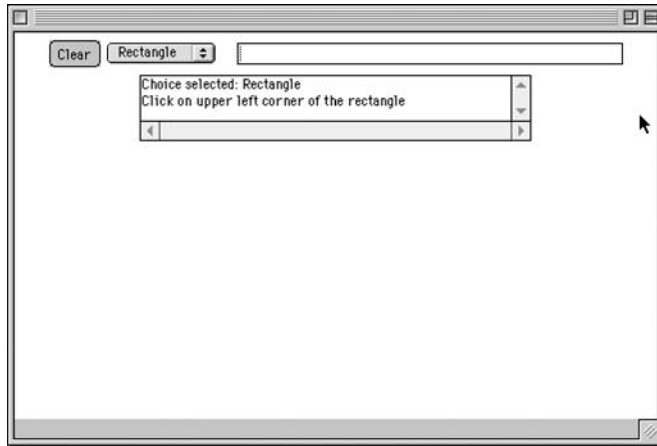 Clear Rectangle
Choice selected: Rectangle
Click on upper left corner of the rectangle